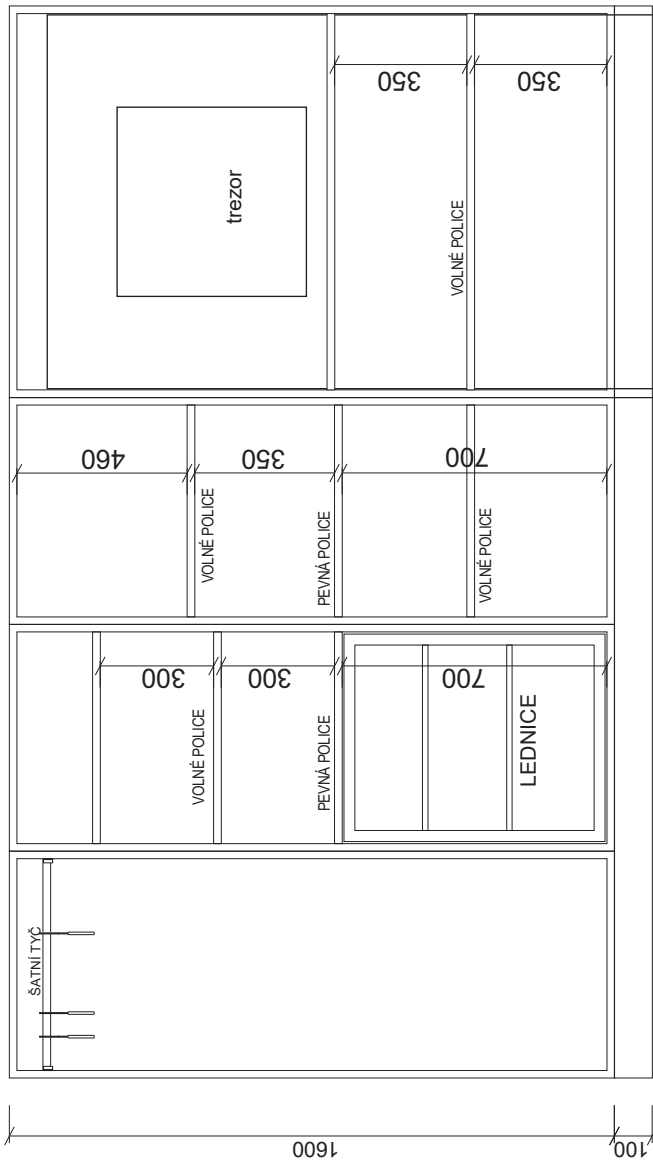 ŠATNÍ TYČ
VOLNÉ POLICE
PEVNÁ POLICE
LEDNICE
300
300
700
VOLNÉ POLICE
PEVNÁ POLICE
VOLNÉ POLICE
460
350
700
trezor
VOLNÉ POLICE
350
350
1600
100